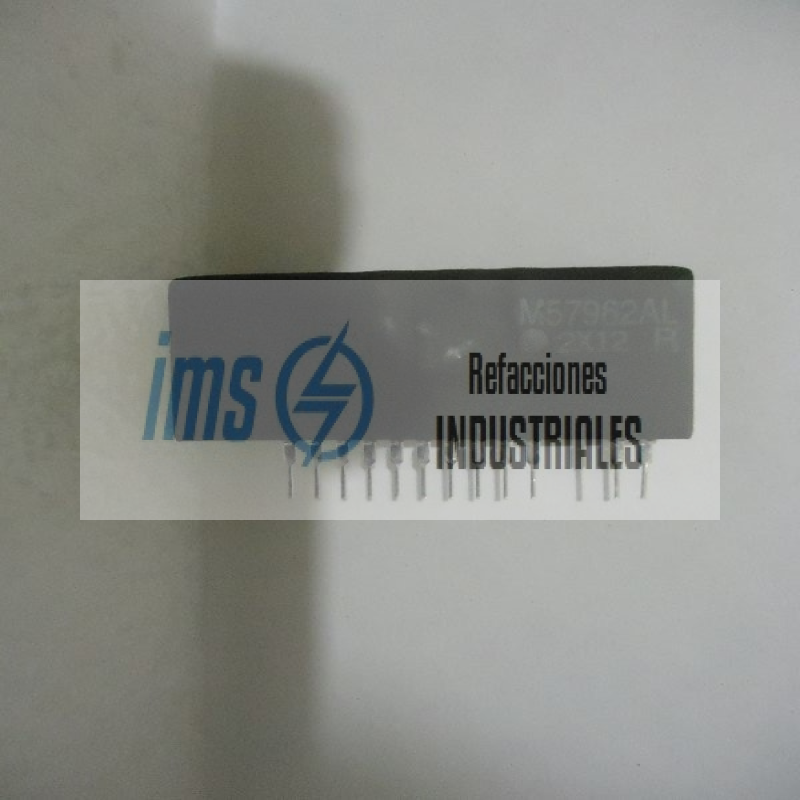 M57962AL
2X12 R
ims
Refacciones
INDUSTRIALES